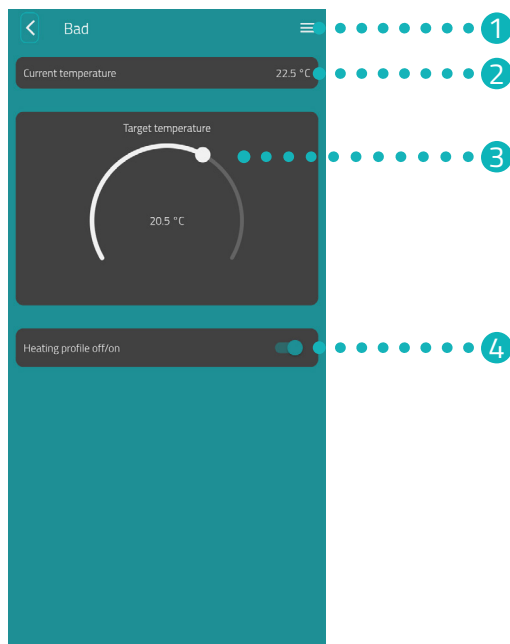 Bad
1
Current temperature 22.5 °C
2
Target temperature
3
20.5 °C
Heating profile off/on
4